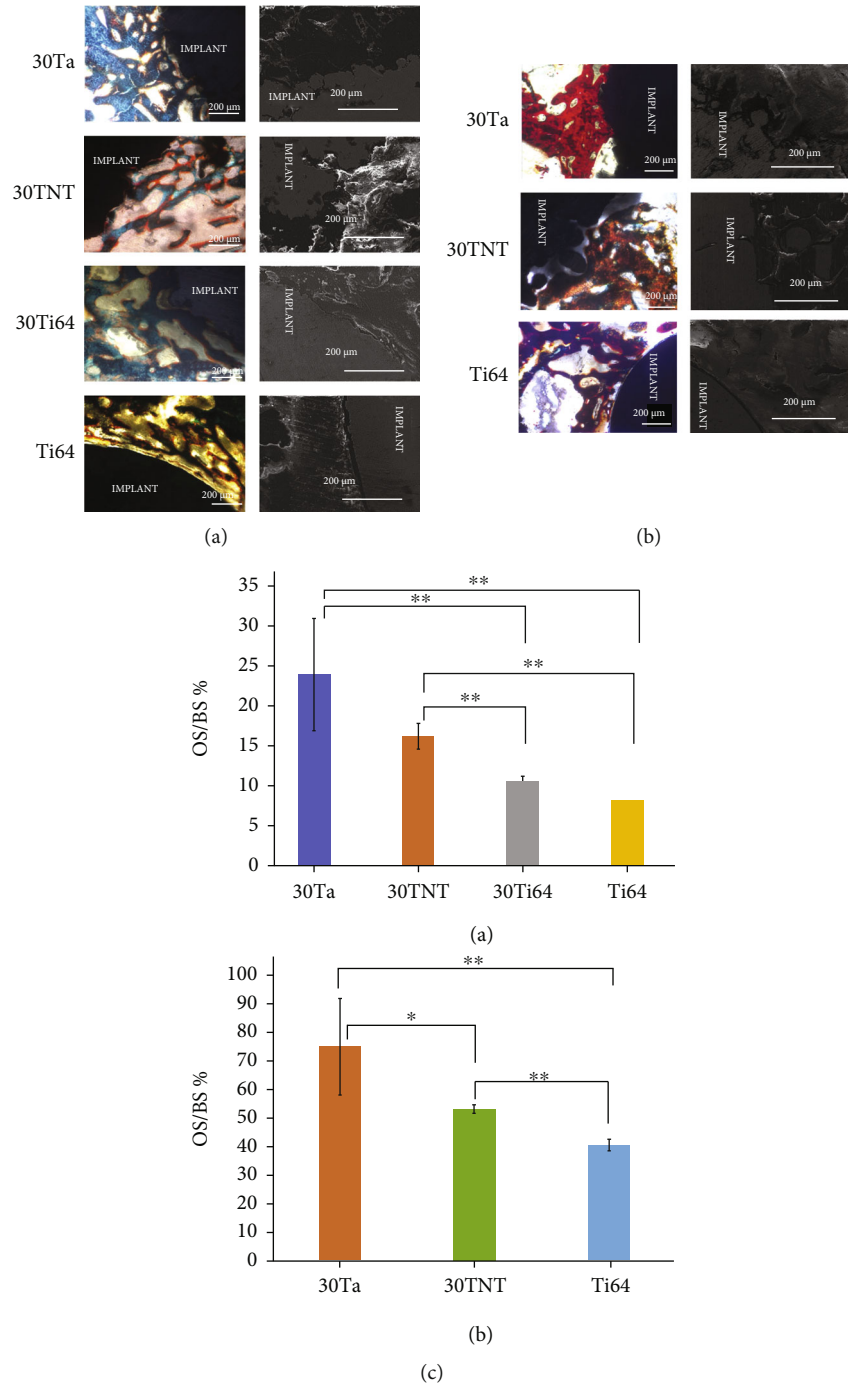 30Ta
IMPLANT
200 μm
IMPLANT
200 μm
30TNT
IMPLANT
200 μm
IMPLANT
200 μm
30Ti64
IMPLANT
200 μm
IMPLANT
200 μm
Ti64
IMPLANT
200 μm
IMPLANT
200 μm
(a)
30Ta
IMPLANT
200 μm
IMPLANT
200 μm
30TNT
IMPLANT
200 μm
IMPLANT
200 μm
Ti64
IMPLANT
200 μm
IMPLANT
200 μm
(b)
OS/BS %
35
30
25
20
15
10
5
0
**
**
**
**
30Ta 30TNT 30Ti64 Ti64
(a)
OS/BS %
100
90
80
70
60
50
40
30
20
10
0
**
*
**
30Ta 30TNT Ti64
(b)
(c)